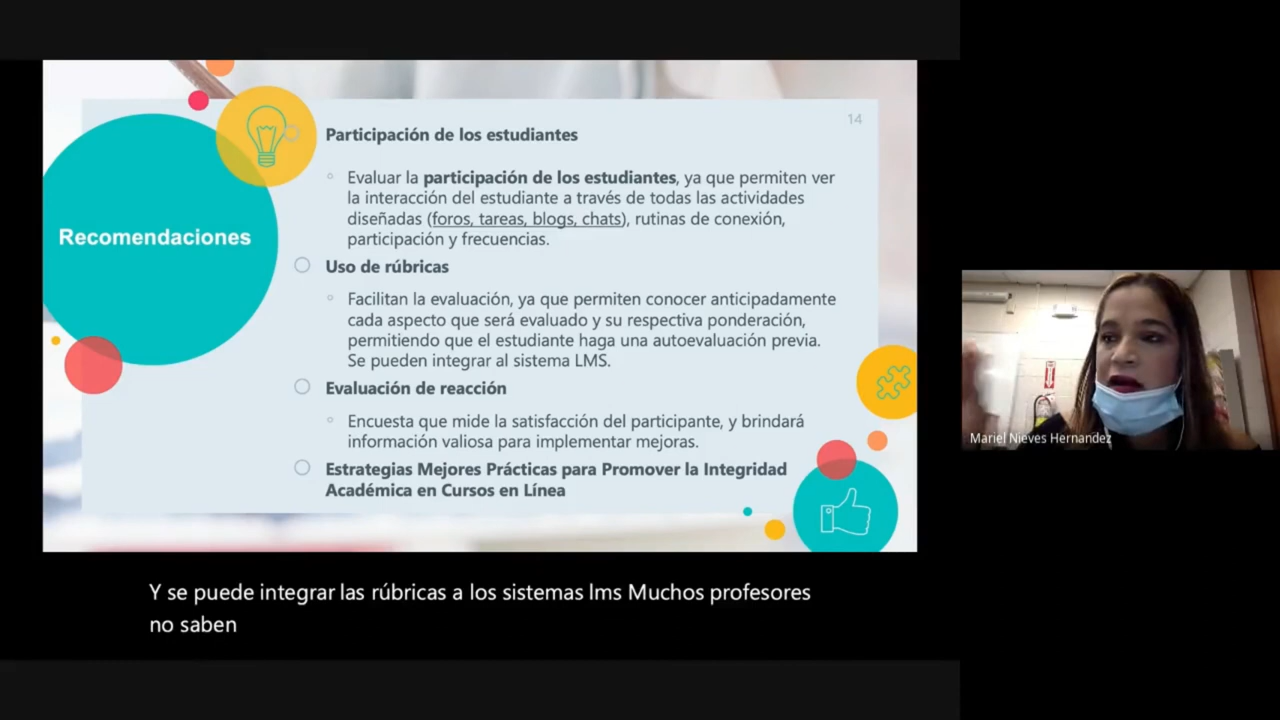 14
Recomendaciones
Participación de los estudiantes
Evaluar la participación de los estudiantes, ya que permiten ver
la interacción del estudiante a través de todas las actividades
diseñadas (foros, tareas, blogs, chats), rutinas de conexión,
participación y frecuencias.
Uso de rúbricas
Facilitan la evaluación, ya que permiten conocer anticipadamente
cada aspecto que será evaluado y su respectiva ponderación,
permitiendo que el estudiante haga una autoevaluación previa.
Se pueden integrar al sistema LMS.
Evaluación de reacción
Encuesta que mide la satisfacción del participante, y brindará
información valiosa para implementar mejoras.
Estrategias Mejores Prácticas para Promover la Integridad
Académica en Cursos en Línea
Mariel Nieves Hernandez
Y se puede integrar las rúbricas a los sistemas lms Muchos profesores
no saben